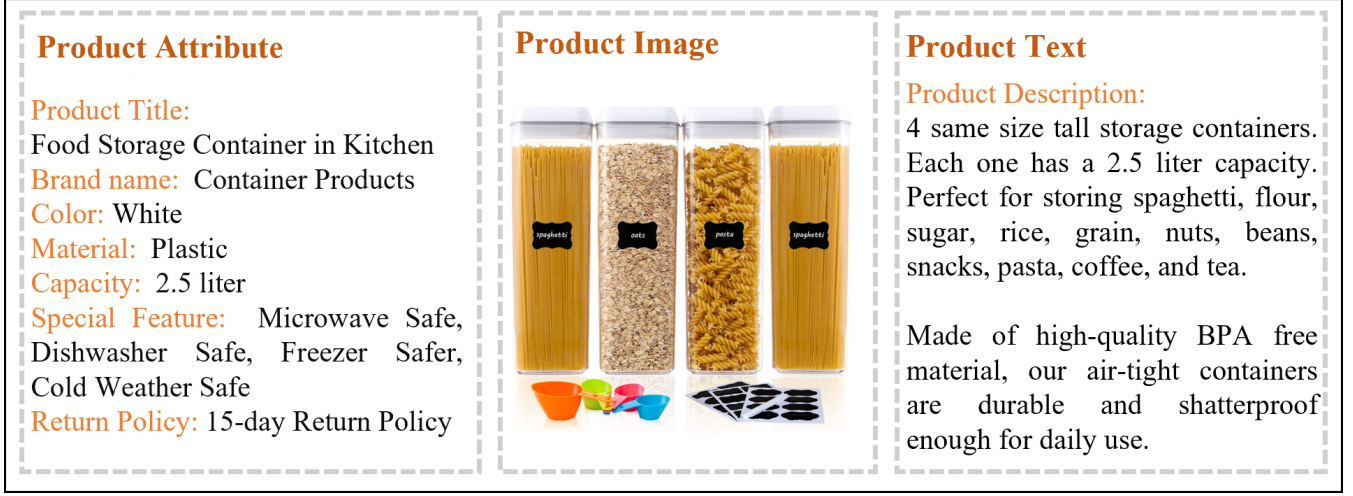 Product Attribute
Product Title:
Food Storage Container in Kitchen
Brand name: Container Products
Color: White
Material: Plastic
Capacity: 2.5 liter
Special Feature: Microwave Safe,
Dishwasher Safe, Freezer Safer,
Cold Weather Safe
Return Policy: 15-day Return Policy
Product Image
spaghetti
oats
pasta
spaghetti
Product Text
Product Description:
4 same size tall storage containers.
Each one has a 2.5 liter capacity.
Perfect for storing spaghetti, flour,
sugar, rice, grain, nuts, beans,
snacks, pasta, coffee, and tea.
Made of high-quality BPA free
material, our air-tight containers
are durable and shatterproof
enough for daily use.